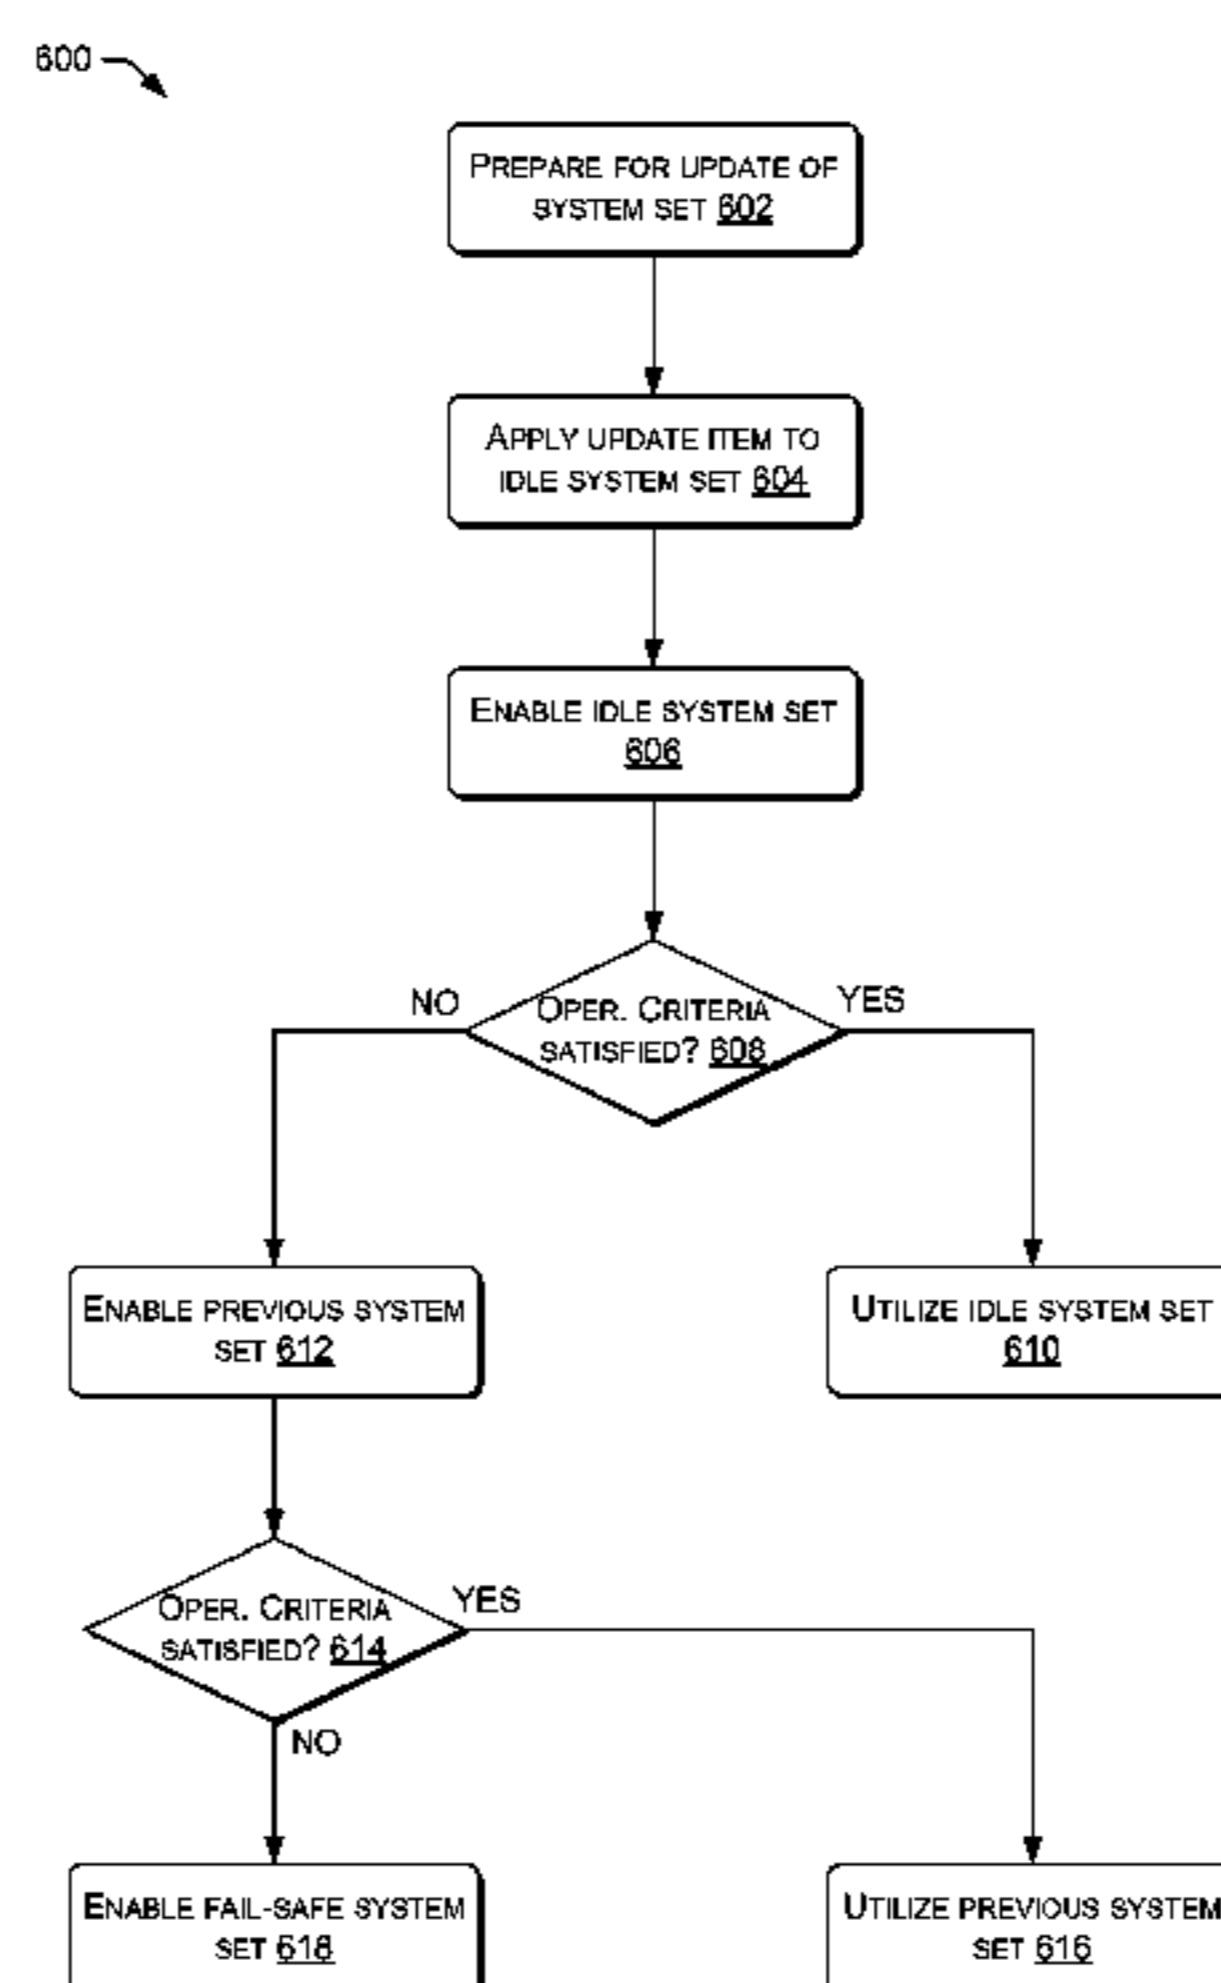 600
PREPARE FOR UPDATE OF
SYSTEM SET 602
APPLY UPDATE ITEM TO
IDLE SYSTEM SET 604
ENABLE IDLE SYSTEM SET
606
NO
OPER. CRITERIA
SATISFIED? 608
YES
ENABLE PREVIOUS SYSTEM
SET 612
UTILIZE IDLE SYSTEM SET
610
OPER. CRITERIA
SATISFIED? 614
YES
NO
ENABLE FAIL-SAFE SYSTEM
SET 618
UTILIZE PREVIOUS SYSTEM
SET 616